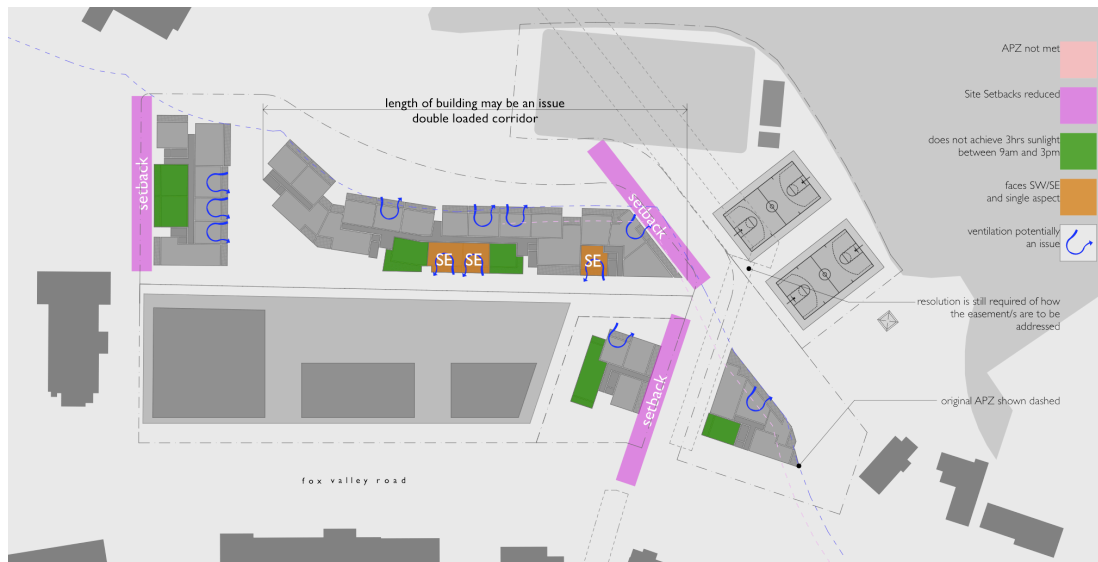 APZ not met
Site Setbacks reduced
does not achieve 3hrs sunlight
between 9am and 3pm
faces SW/SE
and single aspect
ventilation potentially
an issue
length of building may be an issue
double loaded corridor
setback
setback
SE
SE
SE
resolution is still required of how
the easement/s are to be
addressed
setback
original APZ shown dashed
fox valley road